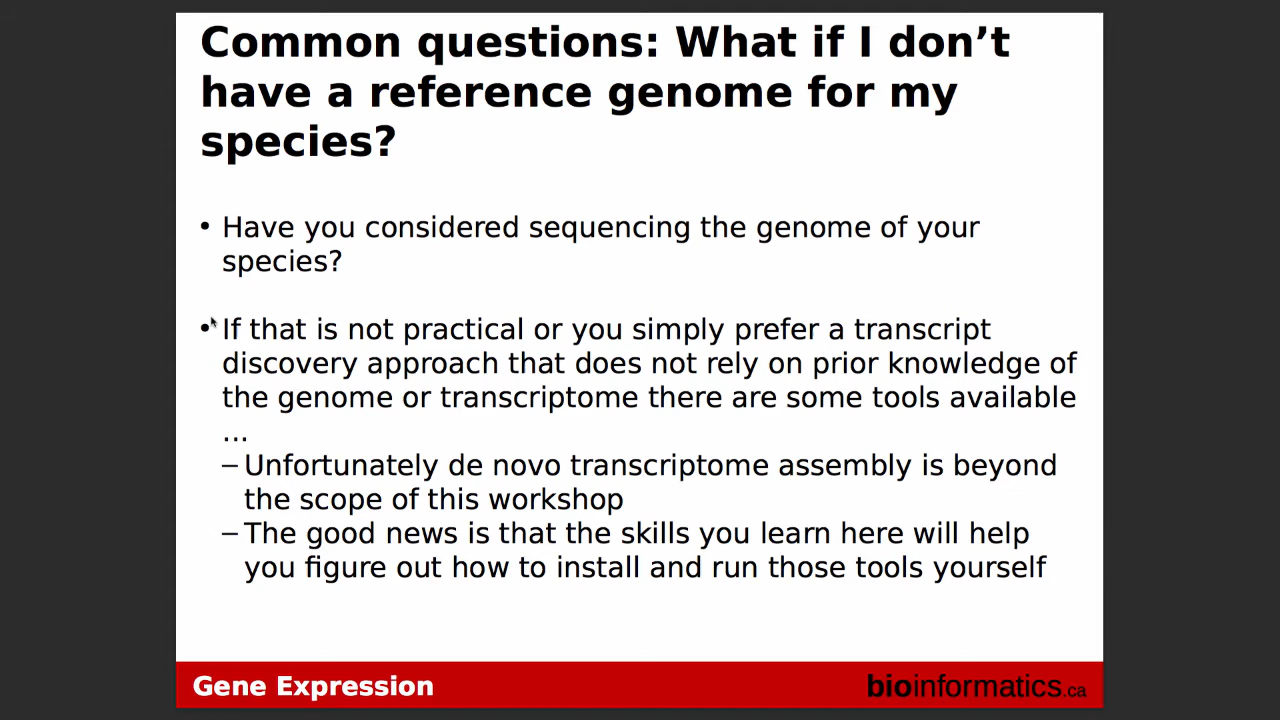 Common questions: What if I don’t
have a reference genome for my
species?
• Have you considered sequencing the genome of your
species?
• If that is not practical or you simply prefer a transcript
discovery approach that does not rely on prior knowledge of
the genome or transcriptome there are some tools available
...
– Unfortunately de novo transcriptome assembly is beyond
the scope of this workshop
– The good news is that the skills you learn here will help
you figure out how to install and run those tools yourself
Gene Expression
bioinformatics.ca